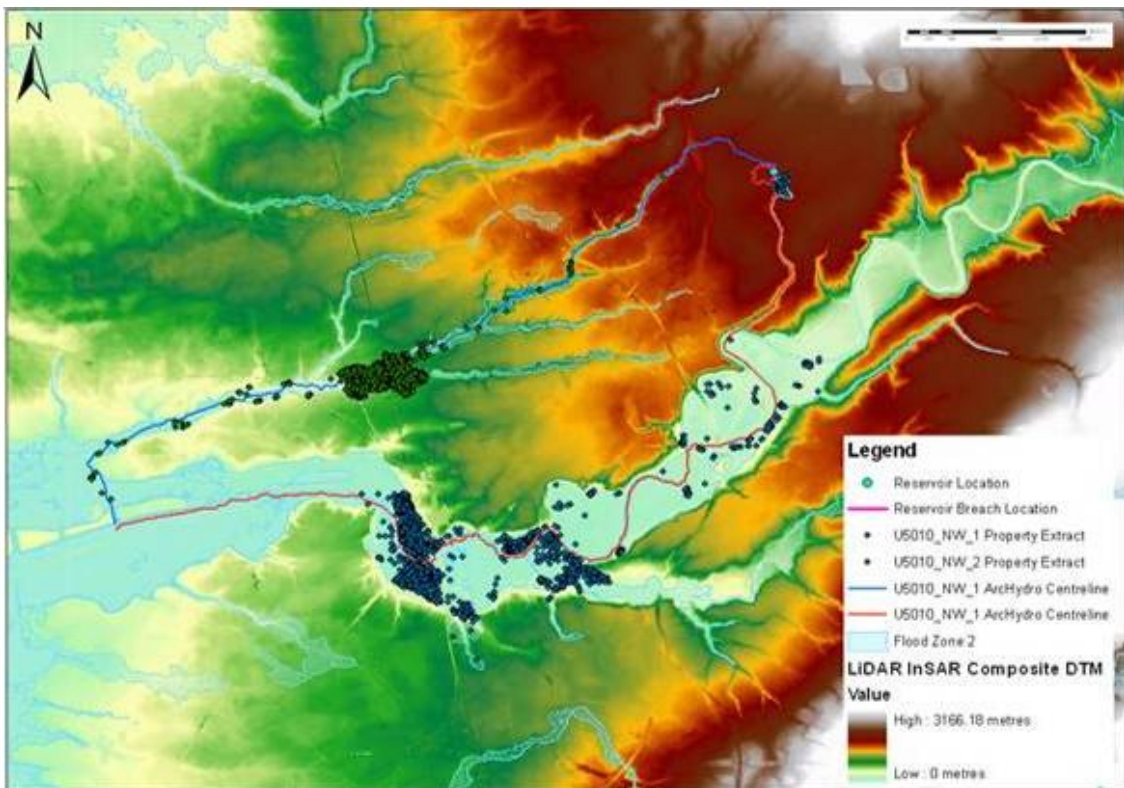 N
Legend
Reservoir Location
Reservoir Breach Location
U5010_NW_1 Property Extract
U5010_NW_2 Property Extract
U5010_NW_1 ArcHydro Centreline
U5010_NW_1 ArcHydro Centreline
Flood Zone 2
LiDAR InSAR Composite DTM
Value
High : 3166.18 metres
Low : 0 metres